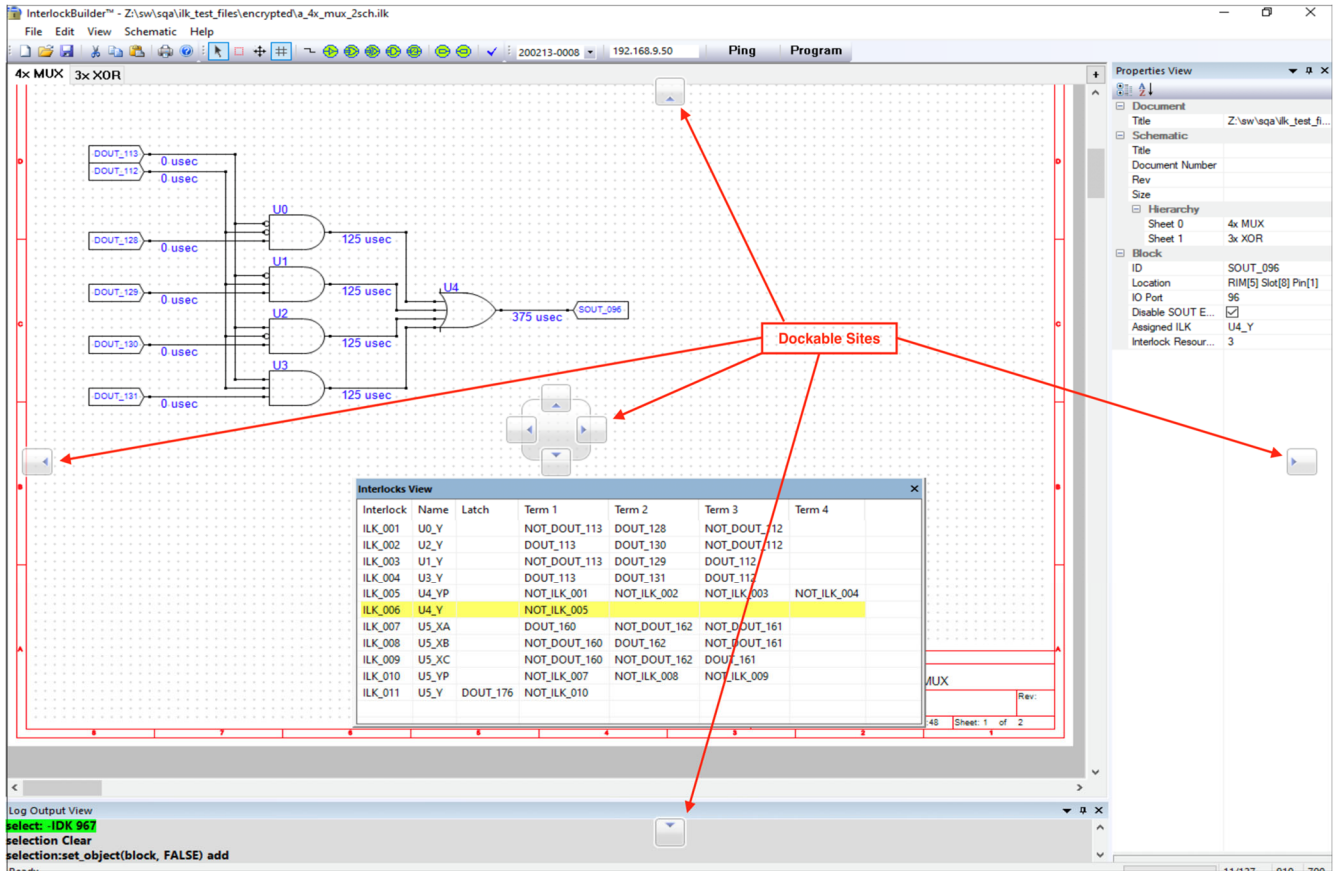 InterlockBuilder™ - Z:\sw\sqa\ilk_test_files\encrypted\a_4x_mux_2sch.ilk
File Edit View Schematic Help
200213-0008 192.168.9.50 Ping Program
4x MUX 3x XOR
Properties View
Document
Title Z:\sw\sqa\ilk_test_fi...
Schematic
Title
Document Number
Rev
Size
Hierarchy
Sheet 0 4x MUX
Sheet 1 3x XOR
Block
ID SOUT_096
Location RIM[5] Slot[8] Pin[1]
IO Port 96
Disable SOUT E...
Assigned ILK U4_Y
Interlock Resour... 3
DOUT_113 0 usec
DOUT_112 0 usec
D D
U0
DOUT_128 0 usec 125 usec
U1
DOUT_129 0 usec 125 usec
U4
375 usec SOUT_096
U2
C C
DOUT_130 0 usec 125 usec
U3
DOUT_131 0 usec 125 usec
Dockable Sites
B B
Interlocks View
Interlock Name Latch Term 1 Term 2 Term 3 Term 4
ILK_001 U0_Y NOT_DOUT_113 DOUT_128 NOT_DOUT_112
ILK_002 U2_Y DOUT_113 DOUT_130 NOT_DOUT_112
ILK_003 U1_Y NOT_DOUT_113 DOUT_129 DOUT_112
ILK_004 U3_Y DOUT_113 DOUT_131 DOUT_112
ILK_005 U4_YP NOT_ILK_001 NOT_ILK_002 NOT_ILK_003 NOT_ILK_004
ILK_006 U4_Y NOT_ILK_005
ILK_007 U5_XA DOUT_160 NOT_DOUT_162 NOT_DOUT_161
ILK_008 U5_XB NOT_DOUT_160 DOUT_162 NOT_DOUT_161
ILK_009 U5_XC NOT_DOUT_160 NOT_DOUT_162 DOUT_161
ILK_010 U5_YP NOT_ILK_007 NOT_ILK_008 NOT_ILK_009
ILK_011 U5_Y DOUT_176 NOT_ILK_010
A A
MUX
Rev:
:48 Sheet: 1 of 2
8 7 6 5 4 3 2 1
Log Output View
select: -IDK 967
selection Clear
selection:set_object(block, FALSE) add